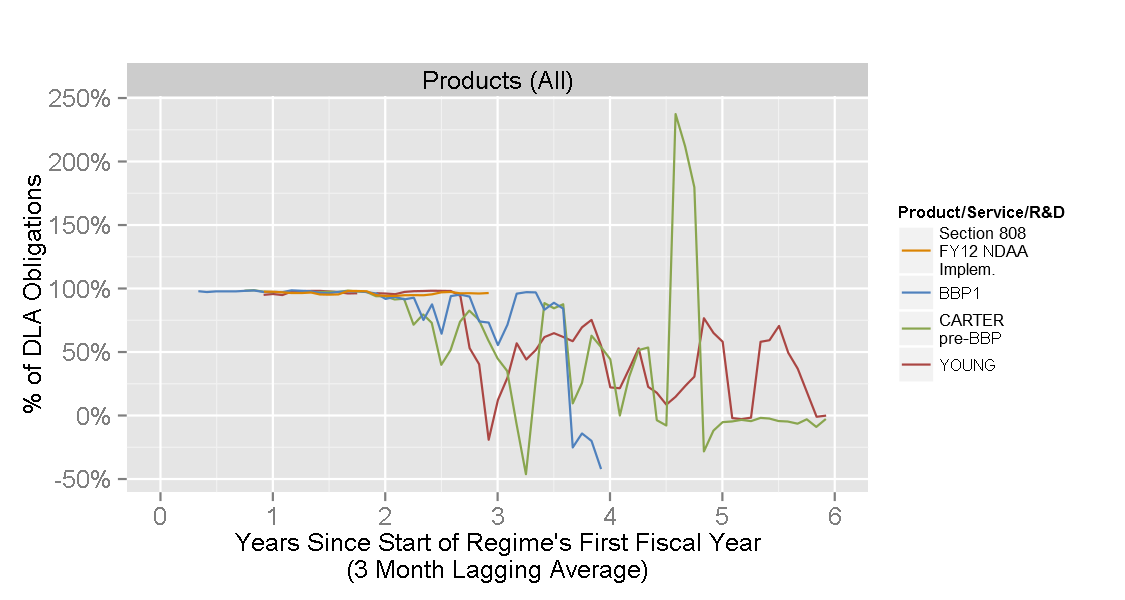 Products (All)
250%
200%
150%
100%
50%
0%
-50%
% of DLA Obligations
0 1 2 3 4 5 6
Years Since Start of Regime's First Fiscal Year
(3 Month Lagging Average)
Product/Service/R&D
Section 808
FY12 NDAA
Implem.
BBP1
CARTER
pre-BBP
YOUNG